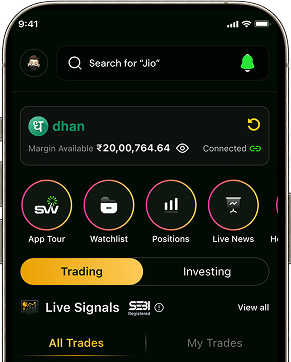 9:41
Search for “Jio”
ध dhan
Margin Available ₹20,00,764.64 Connected
SW
App Tour Watchlist Positions Live News
Trading Investing
Live Signals SEBI Registered View all
All Trades My Trades